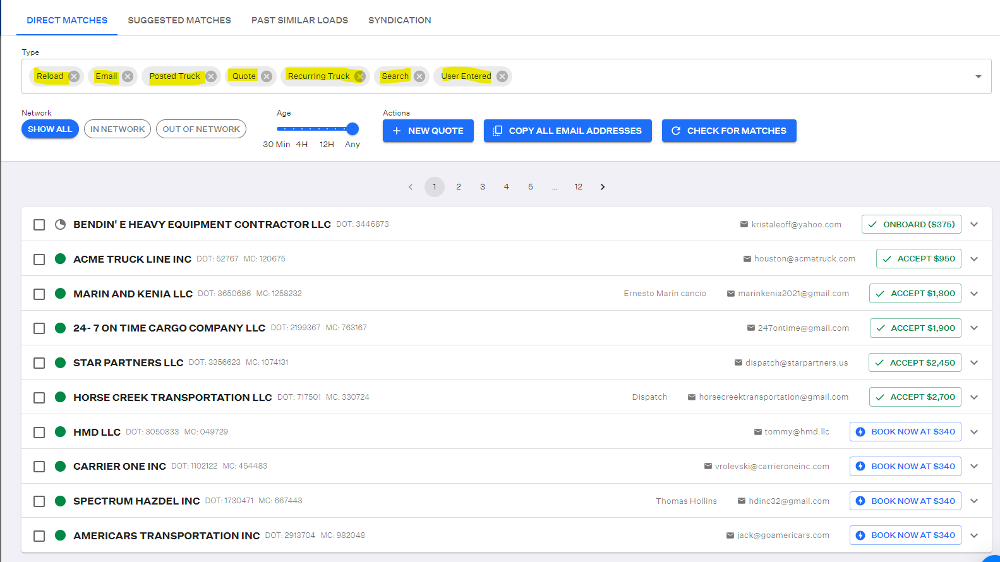 DIRECT MATCHES SUGGESTED MATCHES PAST SIMILAR LOADS SYNDICATION
Type
Reload Email Posted Truck Quote Recurring Truck Search User Entered
Network Age Actions
SHOW ALL IN NETWORK OUT OF NETWORK NEW QUOTE COPY ALL EMAIL ADDRESSES CHECK FOR MATCHES
30 Min 4H 12H Any
1 2 3 4 5 ... 12
BENDIN' E HEAVY EQUIPMENT CONTRACTOR LLC DOT: 3446873 kristaleoff@yahoo.com ONBOARD ($375)
ACME TRUCK LINE INC DOT: 52767 MC: 120675 houston@acmetruck.com ACCEPT $950
MARIN AND KENIA LLC DOT: 3650686 MC: 1258232 Ernesto Marín cancio marinkenia2021@gmail.com ACCEPT $1,800
24- 7 ON TIME CARGO COMPANY LLC DOT: 2199367 MC: 763167 247ontime@gmail.com ACCEPT $1,900
STAR PARTNERS LLC DOT: 3356623 MC: 1074131 dispatch@starpartners.us ACCEPT $2,450
HORSE CREEK TRANSPORTATION LLC DOT: 717501 MC: 330724 Dispatch horsecreektransportation@gmail.com ACCEPT $2,700
HMD LLC DOT: 3050833 MC: 049729 tommy@hmd.llc BOOK NOW AT $340
CARRIER ONE INC DOT: 1102122 MC: 454483 vrolevski@carrieroneinc.com BOOK NOW AT $340
SPECTRUM HAZDEL INC DOT: 1730471 MC: 667443 Thomas Hollins hdinc32@gmail.com BOOK NOW AT $340
AMERICARS TRANSPORTATION INC DOT: 2913704 MC: 982048 jack@goamericars.com BOOK NOW AT $340